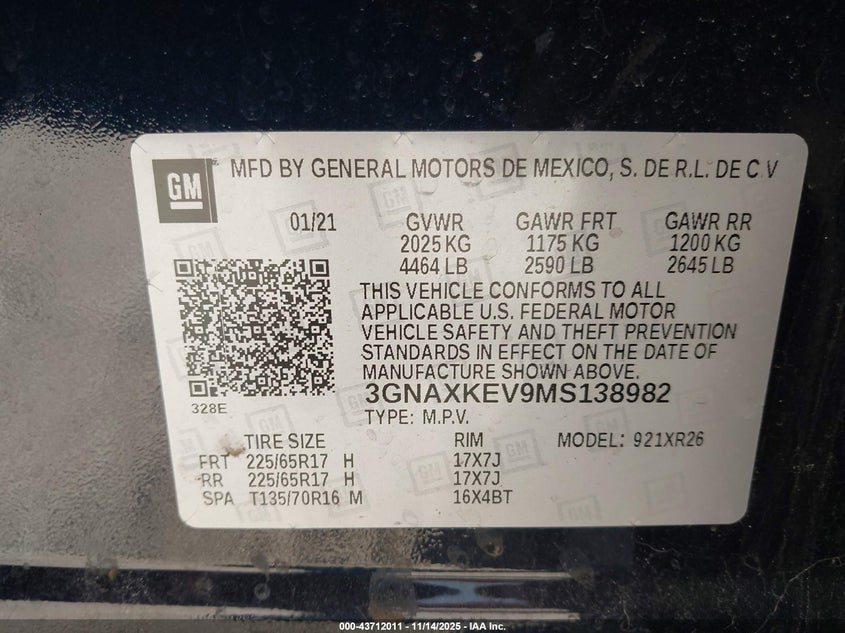 GM
MFD BY GENERAL MOTORS DE MEXICO, S. DE R.L. DE C V
01/21 GVWR GAWR FRT GAWR RR
2025 KG 1175 KG 1200 KG
4464 LB 2590 LB 2645 LB
THIS VEHICLE CONFORMS TO ALL
APPLICABLE U.S. FEDERAL MOTOR
VEHICLE SAFETY AND THEFT PREVENTION
STANDARDS IN EFFECT ON THE DATE OF
MANUFACTURE SHOWN ABOVE.
3GNAXKEV9MS138982
328E
TYPE: M.P.V.
TIRE SIZE RIM MODEL: 921XR26
FRT 225/65R17 H 17X7J
RR 225/65R17 H 17X7J
SPA T135/70R16 M 16X4BT
000-43712011 - 11/14/2025 - IAA Inc.